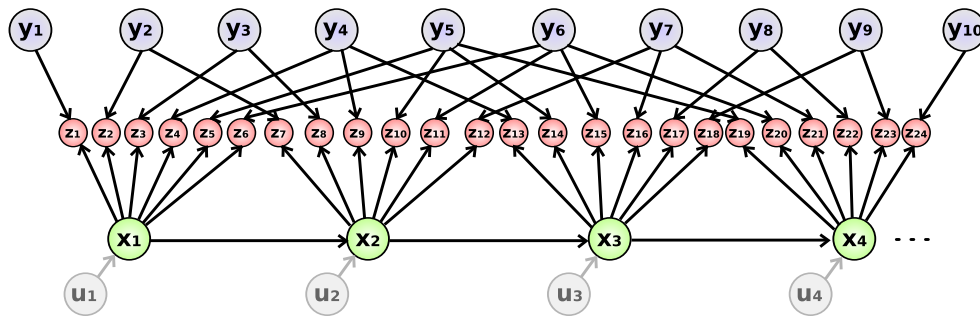 y1 y2 y3 y4 y5 y6 y7 y8 y9 y10
z1 z2 z3 z4 z5 z6 z7 z8 z9 z10 z11 z12 z13 z14 z15 z16 z17 z18 z19 z20 z21 z22 z23 z24
x1 x2 x3 x4 ...
u1 u2 u3 u4